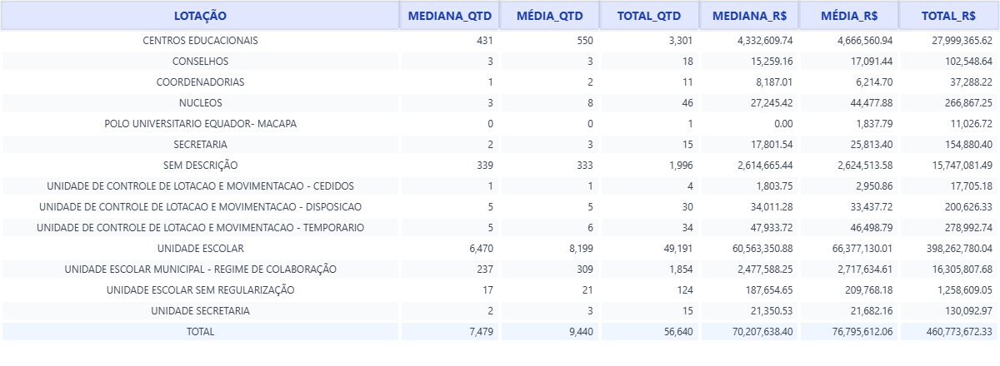 LOTAÇÃO MEDIANA_QTD MÉDIA_QTD TOTAL_QTD MEDIANA_R$ MÉDIA_R$ TOTAL_R$
CENTROS EDUCACIONAIS 431 550 3,301 4,332,609.74 4,666,560.94 27,999,365.62
CONSELHOS 3 3 18 15,259.16 17,091.44 102,548.64
COORDENADORIAS 1 2 11 8,187.01 6,214.70 37,288.22
NUCLEOS 3 8 46 27,245.42 44,477.88 266,867.25
POLO UNIVERSITARIO EQUADOR- MACAPA 0 0 1 0.00 1,837.79 11,026.72
SECRETARIA 2 3 15 17,801.54 25,813.40 154,880.40
SEM DESCRIÇÃO 339 333 1,996 2,614,665.44 2,624,513.58 15,747,081.49
UNIDADE DE CONTROLE DE LOTACAO E MOVIMENTACAO - CEDIDOS 1 1 4 1,803.75 2,950.86 17,705.18
UNIDADE DE CONTROLE DE LOTACAO E MOVIMENTACAO - DISPOSICAO 5 5 30 34,011.28 33,437.72 200,626.33
UNIDADE DE CONTROLE DE LOTACAO E MOVIMENTACAO - TEMPORARIO 5 6 34 47,933.72 46,498.79 278,992.74
UNIDADE ESCOLAR 6,470 8,199 49,191 60,563,350.88 66,377,130.01 398,262,780.04
UNIDADE ESCOLAR MUNICIPAL - REGIME DE COLABORAÇÃO 237 309 1,854 2,477,588.25 2,717,634.61 16,305,807.68
UNIDADE ESCOLAR SEM REGULARIZAÇÃO 17 21 124 187,654.65 209,768.18 1,258,609.05
UNIDADE SECRETARIA 2 3 15 21,350.53 21,682.16 130,092.97
TOTAL 7,479 9,440 56,640 70,207,638.40 76,795,612.06 460,773,672.33